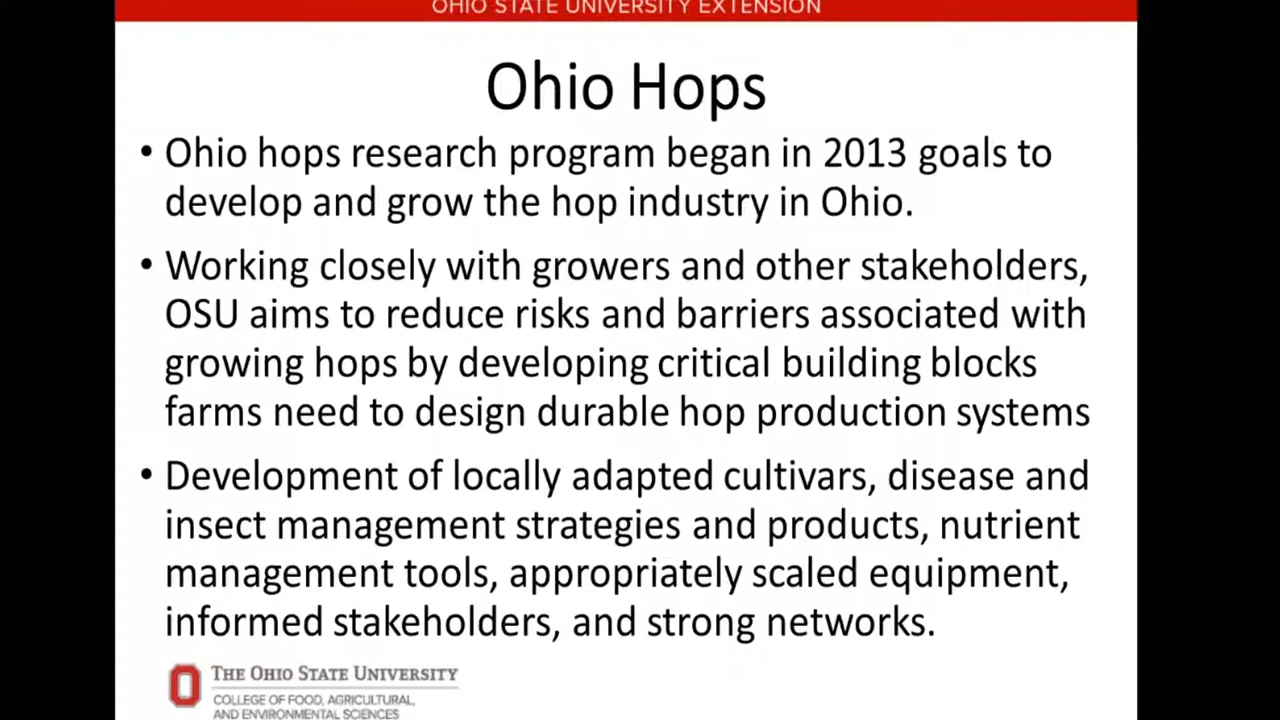 OHIO STATE UNIVERSITY EXTENSION
Ohio Hops
• Ohio hops research program began in 2013 goals to
develop and grow the hop industry in Ohio.
• Working closely with growers and other stakeholders,
OSU aims to reduce risks and barriers associated with
growing hops by developing critical building blocks
farms need to design durable hop production systems
• Development of locally adapted cultivars, disease and
insect management strategies and products, nutrient
management tools, appropriately scaled equipment,
informed stakeholders, and strong networks.
THE OHIO STATE UNIVERSITY
COLLEGE OF FOOD, AGRICULTURAL,
AND ENVIRONMENTAL SCIENCES